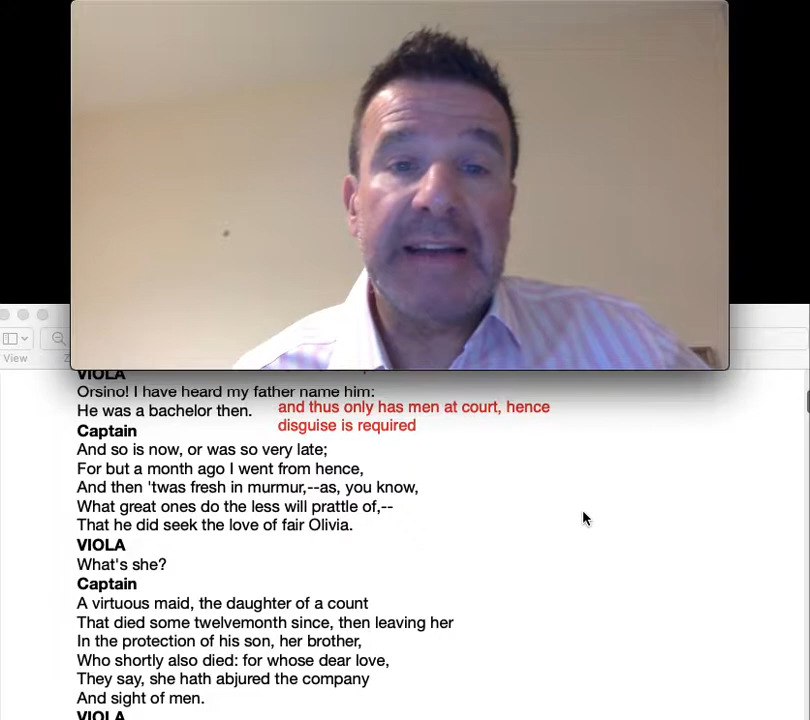 View
Z
VIOLA
Orsino! I have heard my father name him:
He was a bachelor then.
and thus only has men at court, hence
disguise is required
Captain
And so is now, or was so very late;
For but a month ago I went from hence,
And then 'twas fresh in murmur,--as, you know,
What great ones do the less will prattle of,--
That he did seek the love of fair Olivia.
VIOLA
What's she?
Captain
A virtuous maid, the daughter of a count
That died some twelvemonth since, then leaving her
In the protection of his son, her brother,
Who shortly also died: for whose dear love,
They say, she hath abjured the company
And sight of men.
VIOLA